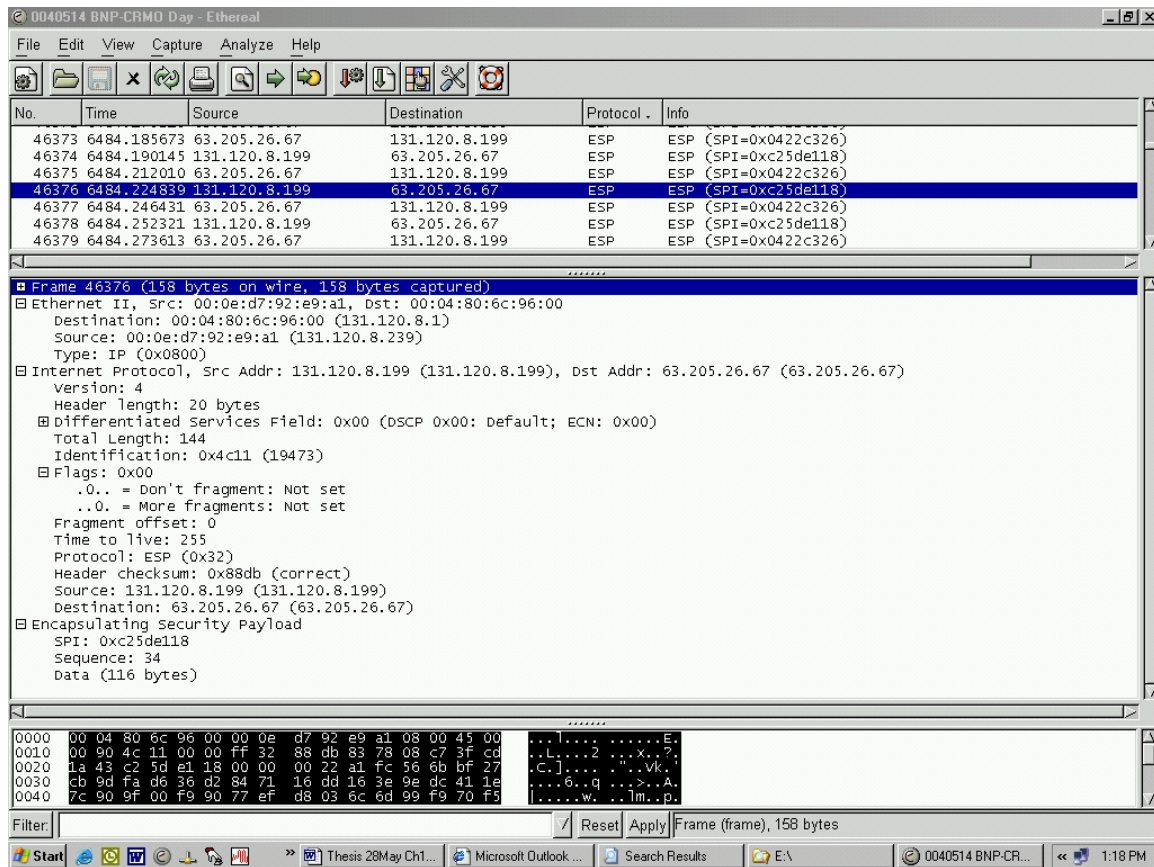 0040514 BNP-CRMO Day - Ethereal
File Edit View Capture Analyze Help
No. Time Source Destination Protocol . Info
46373 6484.185673 63.205.26.67 131.120.8.199 ESP ESP (SPI=0x0422c326)
46374 6484.190145 131.120.8.199 63.205.26.67 ESP ESP (SPI=0xc25de118)
46375 6484.212010 63.205.26.67 131.120.8.199 ESP ESP (SPI=0x0422c326)
46376 6484.224839 131.120.8.199 63.205.26.67 ESP ESP (SPI=0xc25de118)
46377 6484.246431 63.205.26.67 131.120.8.199 ESP ESP (SPI=0x0422c326)
46378 6484.252321 131.120.8.199 63.205.26.67 ESP ESP (SPI=0xc25de118)
46379 6484.273613 63.205.26.67 131.120.8.199 ESP ESP (SPI=0x0422c326)
Frame 46376 (158 bytes on wire, 158 bytes captured)
Ethernet II, Src: 00:0e:d7:92:e9:a1, Dst: 00:04:80:6c:96:00
Destination: 00:04:80:6c:96:00 (131.120.8.1)
Source: 00:0e:d7:92:e9:a1 (131.120.8.239)
Type: IP (0x0800)
Internet Protocol, Src Addr: 131.120.8.199 (131.120.8.199), Dst Addr: 63.205.26.67 (63.205.26.67)
Version: 4
Header length: 20 bytes
Differentiated Services Field: 0x00 (DSCP 0x00: Default; ECN: 0x00)
Total Length: 144
Identification: 0x4c11 (19473)
Flags: 0x00
.0.. = Don't fragment: Not set
..0. = More fragments: Not set
Fragment offset: 0
Time to live: 255
Protocol: ESP (0x32)
Header checksum: 0x88db (correct)
Source: 131.120.8.199 (131.120.8.199)
Destination: 63.205.26.67 (63.205.26.67)
Encapsulating Security Payload
SPI: 0xc25de118
Sequence: 34
Data (116 bytes)
0000 00 04 80 6c 96 00 00 0e d7 92 e9 a1 08 00 45 00 ...l.... ......E.
0010 00 90 4c 11 00 00 ff 32 88 db 83 78 08 c7 3f cd ..L....2 ...x..?.
0020 1a 43 c2 5d e1 18 00 00 00 22 a1 fc 56 6b bf 27 .C.].... ."..Vk.'
0030 cb 9d fa d6 36 d2 84 71 16 dd 16 3e 9e dc 41 1e ....6..q ...>..A.
0040 7c 90 9f 00 f9 90 77 ef d8 03 6c 6d 99 f9 70 f5 |.....w. ..lm..p.
Filter: Reset Apply Frame (frame), 158 bytes
Start » Thesis 28May Ch1... Microsoft Outlook ... Search Results E:\ 0040514 BNP-CR... « 1:18 PM